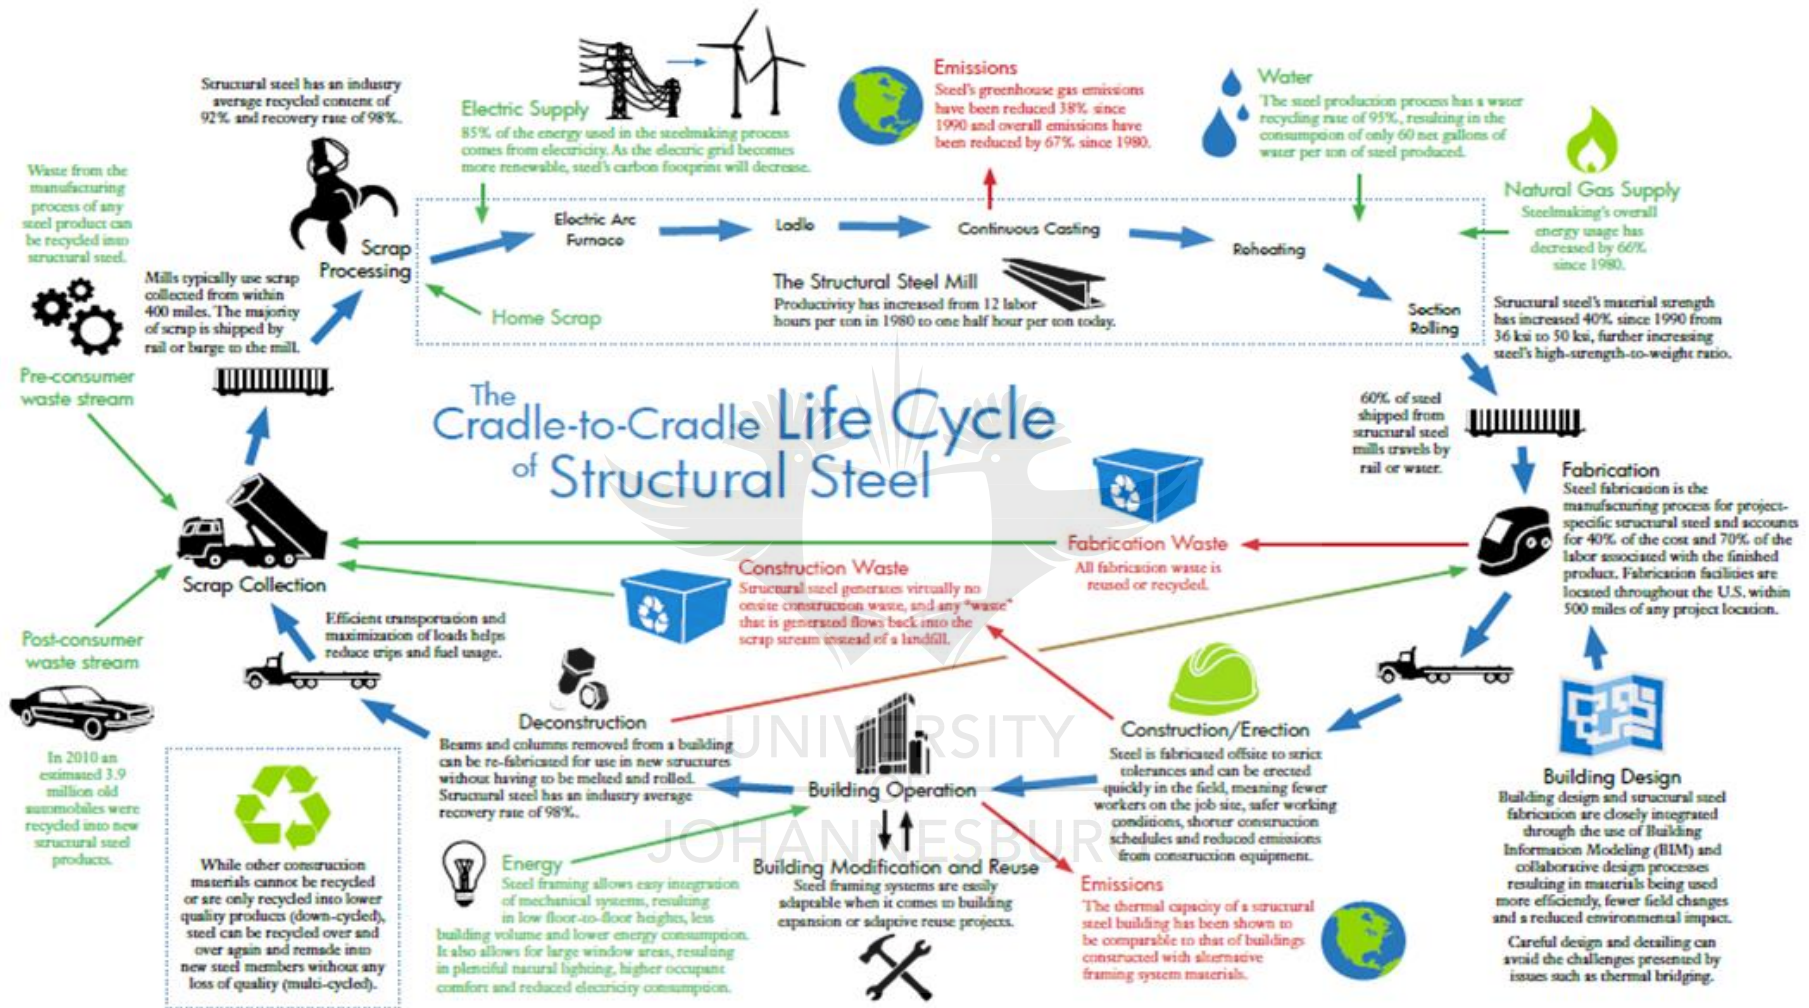 Structural steel has an industry
average recycled content of
92% and recovery rate of 98%.
Electric Supply
85% of the energy used in the steelmaking process
comes from electricity. As the electric grid becomes
more renewable, steel's carbon footprint will decrease.
Emissions
Steel's greenhouse gas emissions
have been reduced 38% since
1990 and overall emissions have
been reduced by 67% since 1980.
Water
The steel production process has a water
recycling rate of 95%, resulting in the
consumption of only 60 net gallons of
water per ton of steel produced.
Natural Gas Supply
Steelmaking's overall
energy usage has
decreased by 66%
since 1980.
Waste from the
manufacturing
process of any
steel product can
be recycled into
structural steel.
Pre-consumer
waste stream
Mills typically use scrap
collected from within
400 miles. The majority
of scrap is shipped by
rail or barge to the mill.
Scrap
Processing
Home Scrap
Electric Arc
Furnace
Ladle
Continuous Casting
Reheating
Section
Rolling
The Structural Steel Mill
Productivity has increased from 12 labor
hours per ton in 1980 to one half hour per ton today.
Structural steel's material strength
has increased 40% since 1990 from
36 ksi to 50 ksi, further increasing
steel's high-strength-to-weight ratio.
The
Cradle-to-Cradle Life Cycle
of Structural Steel
60% of steel
shipped from
structural steel
mills travels by
rail or water.
Fabrication
Steel fabrication is the
manufacturing process for project-
specific structural steel and accounts
for 40% of the cost and 70% of the
labor associated with the finished
product. Fabrication facilities are
located throughout the U.S. within
500 miles of any project location.
Fabrication Waste
All fabrication waste is
reused or recycled.
Construction Waste
Structural steel generates virtually no
onsite construction waste, and any "waste"
that is generated flows back into the
scrap stream instead of a landfill.
Scrap Collection
Efficient transportation and
maximization of loads helps
reduce trips and fuel usage.
Post-consumer
waste stream
In 2010 an
estimated 3.9
million old
automobiles were
recycled into new
structural steel
products.
Deconstruction
Beams and columns removed from a building
can be re-fabricated for use in new structures
without having to be melted and rolled.
Structural steel has an industry average
recovery rate of 98%.
Building Operation
Construction/Erection
Steel is fabricated offsite to strict
tolerances and can be erected
quickly in the field, meaning fewer
workers on the job site, safer working
conditions, shorter construction
schedules and reduced emissions
from construction equipment.
Building Design
Building design and structural steel
fabrication are closely integrated
through the use of Building
Information Modeling (BIM) and
collaborative design processes
resulting in materials being used
more efficiently, fewer field changes
and a reduced environmental impact.
Careful design and detailing can
avoid the challenges presented by
issues such as thermal bridging.
While other construction
materials cannot be recycled
or are only recycled into lower
quality products (down-cycled),
steel can be recycled over and
over again and remade into
new steel members without any
loss of quality (multi-cycled).
Energy
Steel framing allows easy integration
of mechanical systems, resulting
in low floor-to-floor heights, less
building volume and lower energy consumption.
It also allows for large window areas, resulting
in plentiful natural lighting, higher occupant
comfort and reduced electricity consumption.
Building Modification and Reuse
Steel framing systems are easily
adaptable when it comes to building
expansion or adaptive reuse projects.
Emissions
The thermal capacity of a structural
steel building has been shown to
be comparable to that of buildings
constructed with alternative
framing system materials.
UNIVERSITY
JOHANNESBURG